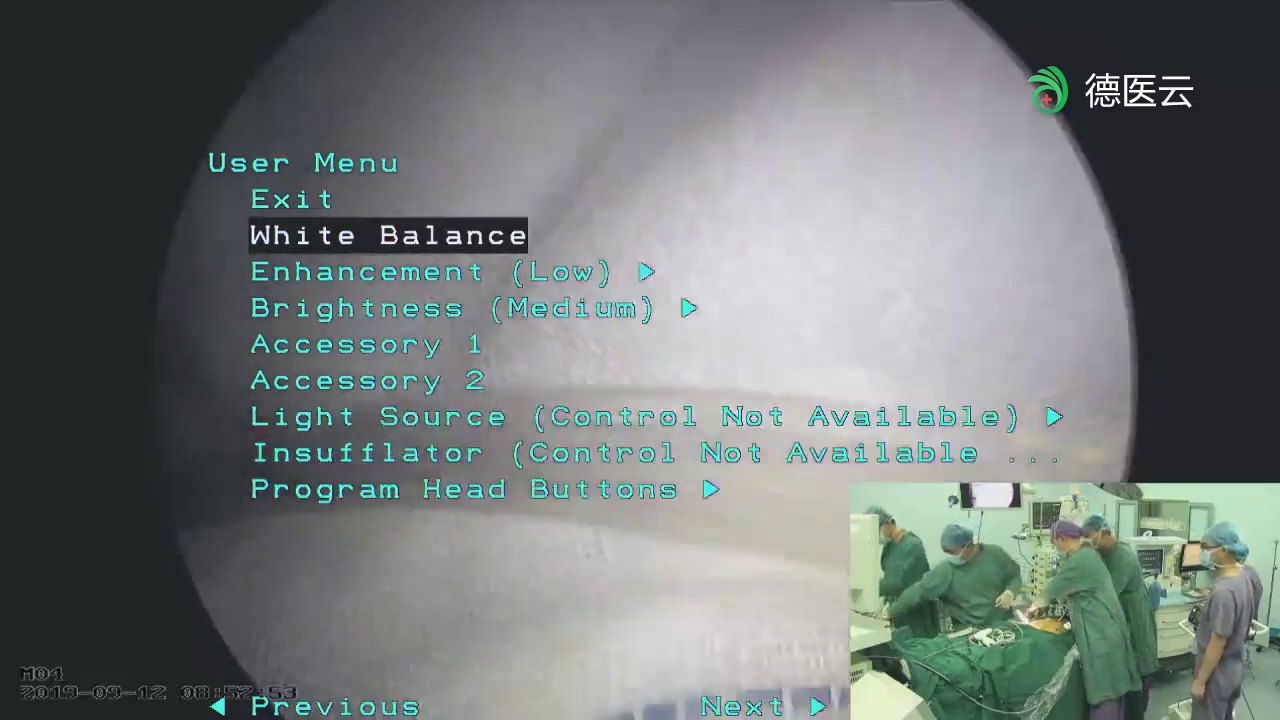 德医云
User Menu
Exit
White Balance
Enhancement (Low) ▶
Brightness (Medium) ▶
Accessory 1
Accessory 2
Light Source (Control Not Available) ▶
Insufflator (Control Not Available ...
Program Head Buttons ▶
M04
2019-09-12 08:52:53
◀ Previous
Next ▶